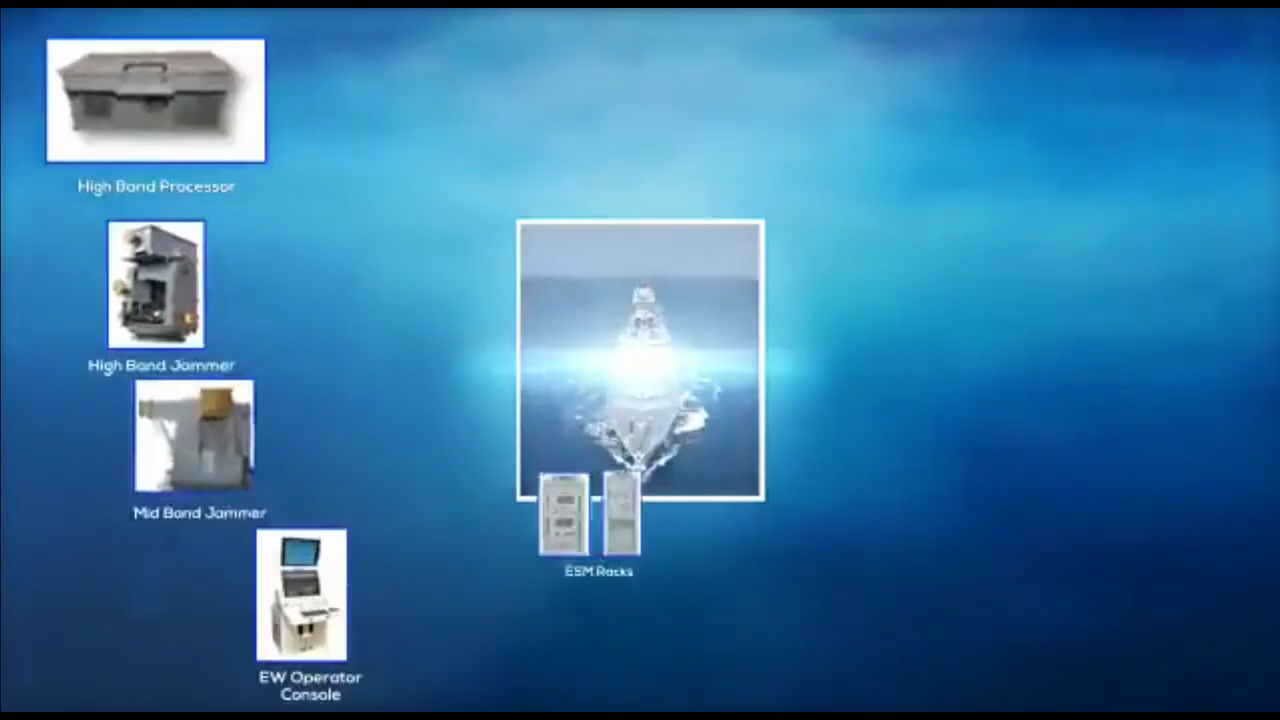 High Band Processor
High Band Jammer
Mid Band Jammer
ESM Racks
EW Operator
Console